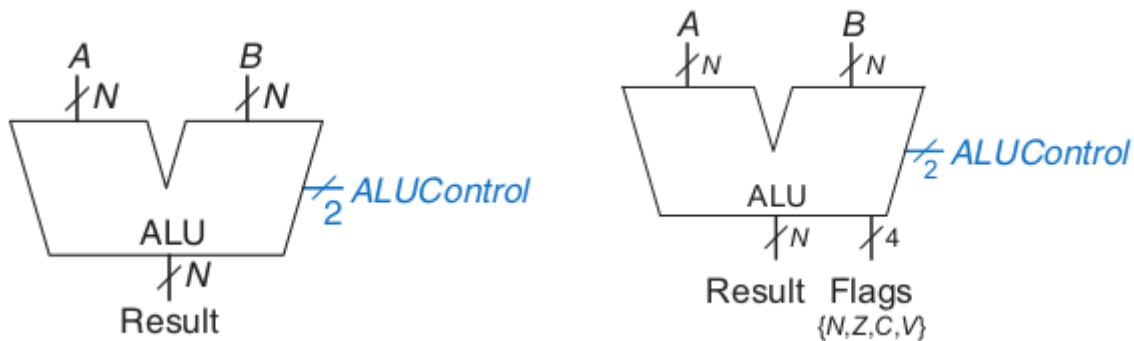 A B
N N
2 ALUControl
ALU
N
Result
A B
N N
2 ALUControl
ALU
N 4
Result Flags
{N,Z,C,V}